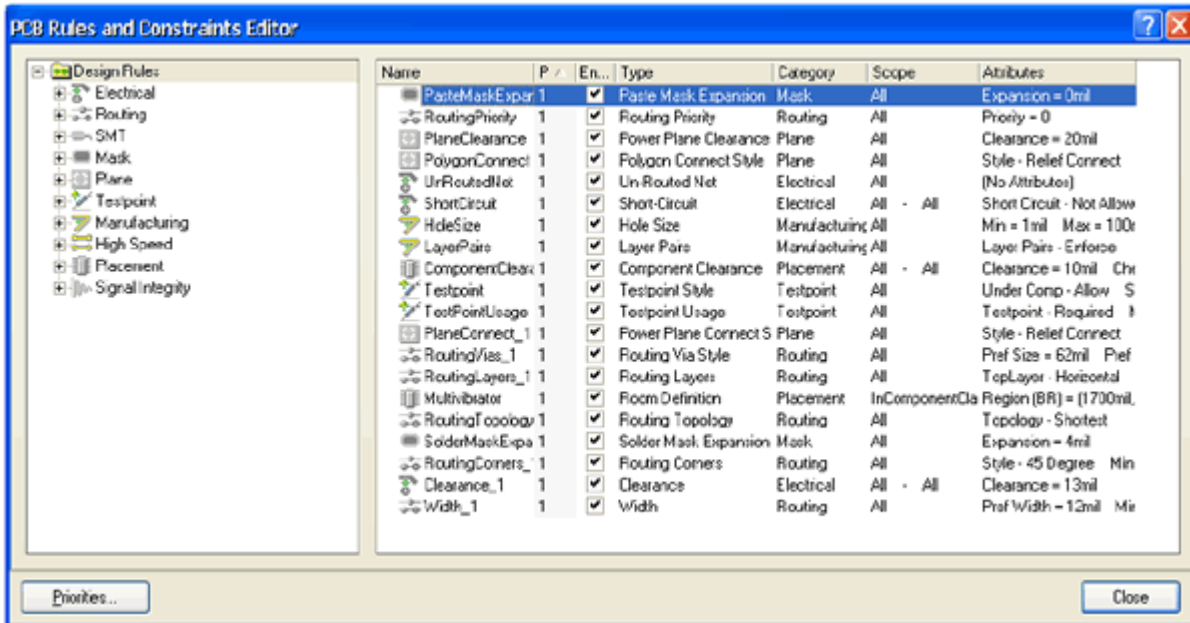 PCB Rules and Constraints Editor
Design Rules
Electrical
Routing
SMT
Mask
Plane
Testpoint
Manufacturing
High Speed
Placement
Signal Integrity
Name P En... Type Category Scope Attributes
PasteMaskExpar 1 Paste Mask Expansion Mask All Expansion = 0mil
RoutingPriority 1 Routing Priority Routing All Priority = 0
PlaneClearance 1 Power Plane Clearance Plane All Clearance = 20mil
PolygonConnect 1 Polygon Connect Style Plane All Style - Relief Connect
UnRoutedNet 1 Un-Routed Net Electrical All (No Attributes)
ShortCircuit 1 Short-Circuit Electrical All - All Short Circuit - Not Allow
HoleSize 1 Hole Size Manufacturing All Min = 1mil Max = 100
LayerPairs 1 Layer Pairs Manufacturing All Layer Pairs - Enforce
ComponentClear 1 Component Clearance Placement All - All Clearance = 10mil Che
Testpoint 1 Testpoint Style Testpoint All Under Comp - Allow S
TestPointUsage 1 Testpoint Usage Testpoint All Testpoint - Required
PlaneConnect_1 1 Power Plane Connect S Plane All Style - Relief Connect
RoutingVias_1 1 Routing Via Style Routing All Pref Size = 62mil Pref
RoutingLayers_1 1 Routing Layers Routing All TopLayer - Horizontal
Multivibrator 1 Room Definition Placement InComponentCla Region (BR) = (1700mil,
RoutingTopology 1 Routing Topology Routing All Topology - Shortest
SolderMaskExpa 1 Solder Mask Expansion Mask All Expansion = 4mil
RoutingCorners_ 1 Routing Corners Routing All Style - 45 Degree Min
Clearance_1 1 Clearance Electrical All - All Clearance = 13mil
Width_1 1 Width Routing All Pref Width = 12mil Mir
Priorities... Close